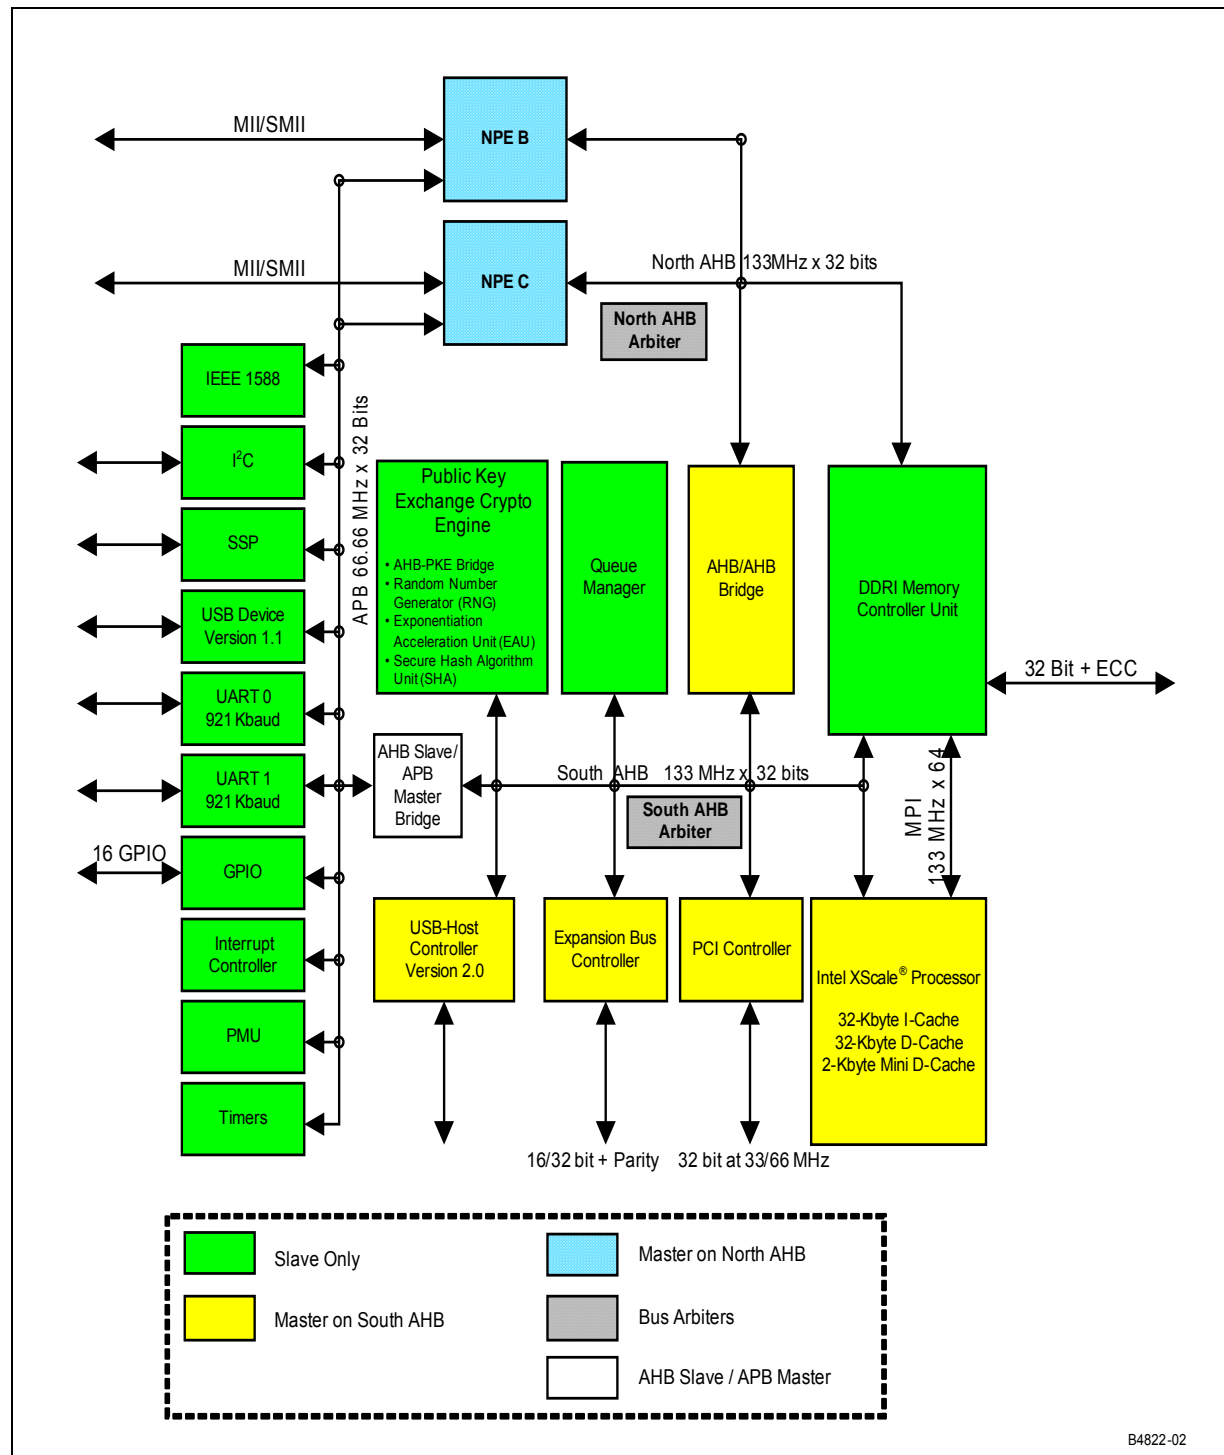 MII/SMII
NPE B
MII/SMII
NPE C
North AHB 133MHz x 32 bits
North AHB
Arbiter
IEEE 1588
I²C
SSP
USB Device
Version 1.1
UART 0
921 Kbaud
UART 1
921 Kbaud
16 GPIO
GPIO
Interrupt
Controller
PMU
Timers
APB 66.66 MHz x 32 Bits
Public Key
Exchange Crypto
Engine
• AHB-PKE Bridge
• Random Number
Generator (RNG)
• Exponentiation
Acceleration Unit (EAU)
• Secure Hash Algorithm
Unit (SHA)
Queue
Manager
AHB/AHB
Bridge
DDRI Memory
Controller Unit
32 Bit + ECC
AHB Slave/
APB
Master
Bridge
South AHB 133 MHz x 32 bits
South AHB
Arbiter
MPI
133 MHz x 64
USB-Host
Controller
Version 2.0
Expansion Bus
Controller
PCI Controller
Intel XScale® Processor
32-Kbyte I-Cache
32-Kbyte D-Cache
2-Kbyte Mini D-Cache
16/32 bit + Parity
32 bit at 33/66 MHz
Slave Only
Master on North AHB
Master on South AHB
Bus Arbiters
AHB Slave / APB Master
B4822-02